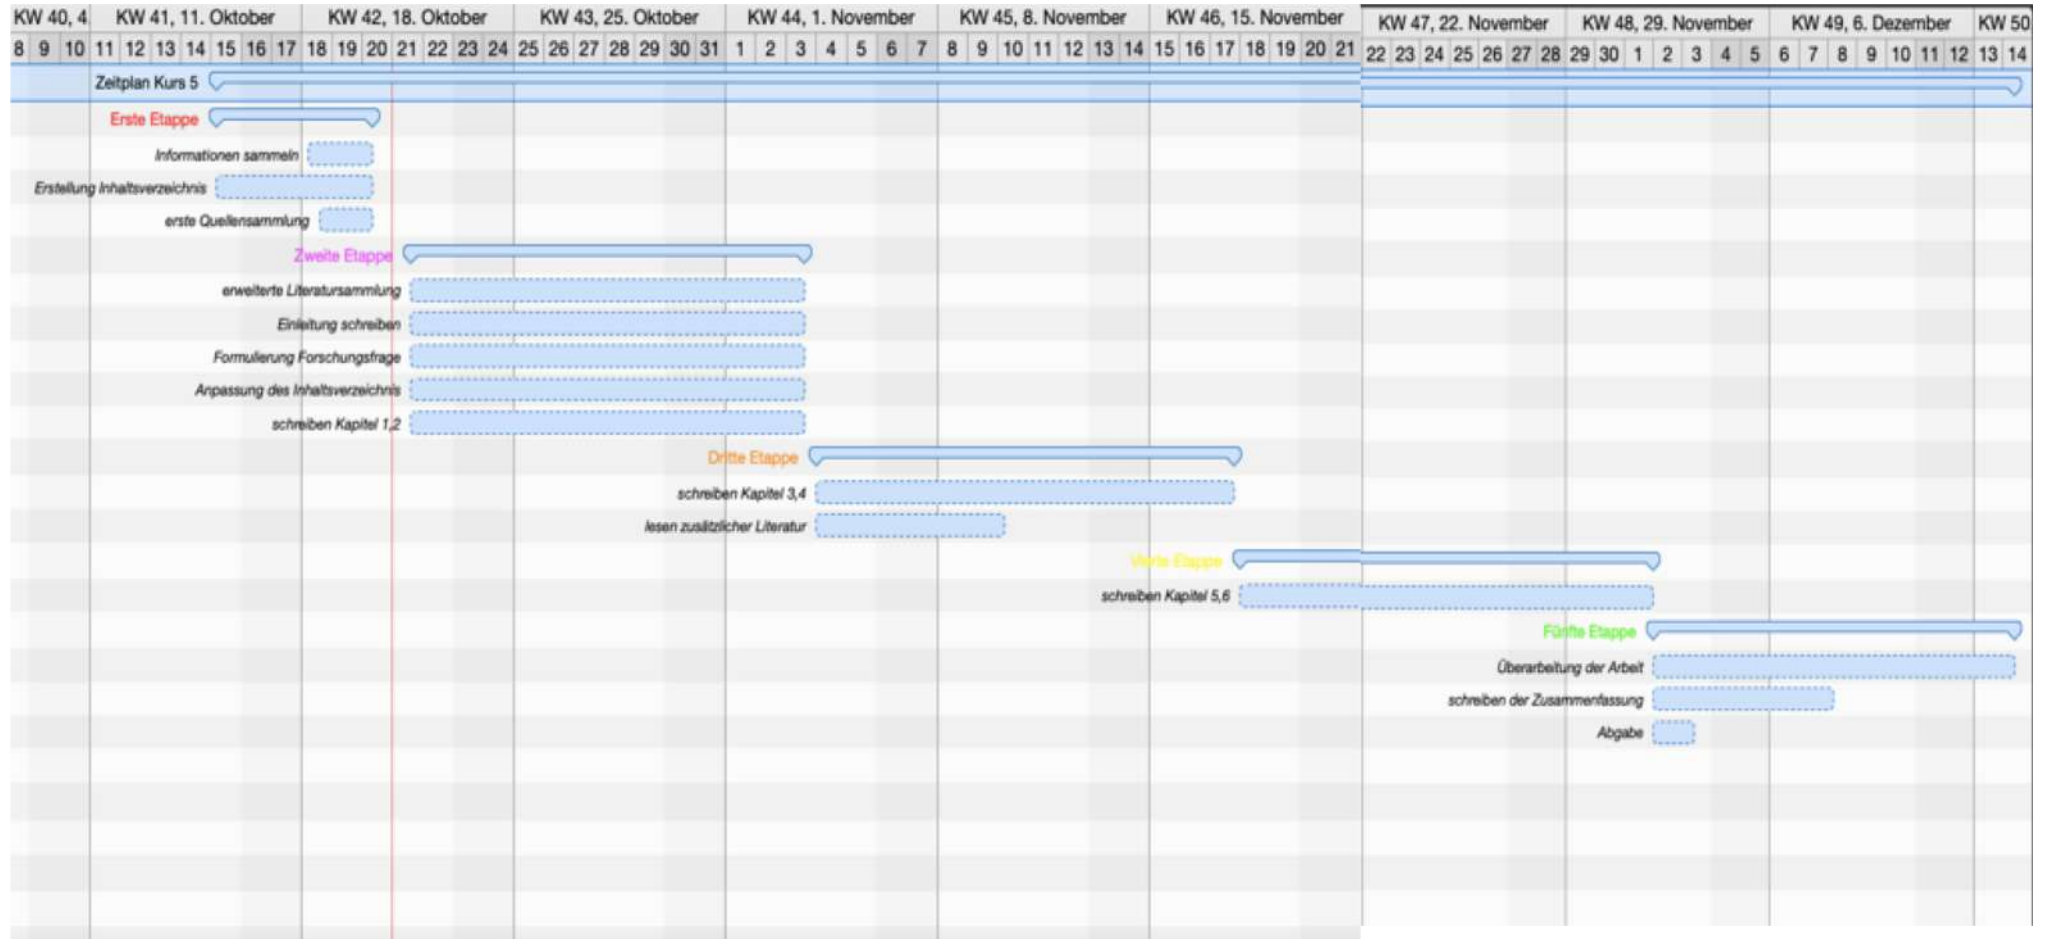 KW 40, 4 KW 41, 11. Oktober KW 42, 18. Oktober KW 43, 25. Oktober KW 44, 1. November KW 45, 8. November KW 46, 15. November KW 47, 22. November KW 48, 29. November KW 49, 6. Dezember KW 50
8 9 10 11 12 13 14 15 16 17 18 19 20 21 22 23 24 25 26 27 28 29 30 31 1 2 3 4 5 6 7 8 9 10 11 12 13 14 15 16 17 18 19 20 21 22 23 24 25 26 27 28 29 30 1 2 3 4 5 6 7 8 9 10 11 12 13 14
Zeitplan Kurs 5
Erste Etappe
Informationen sammeln
Erstellung Inhaltsverzeichnis
erste Quellensammlung
Zweite Etappe
erweiterte Literatursammlung
Einleitung schreiben
Formulierung Forschungsfrage
Anpassung des Inhaltsverzeichnis
schreiben Kapitel 1,2
Dritte Etappe
schreiben Kapitel 3,4
lesen zusätzlicher Literatur
Vierte Etappe
schreiben Kapitel 5,6
Fünfte Etappe
Überarbeitung der Arbeit
schreiben der Zusammenfassung
Abgabe